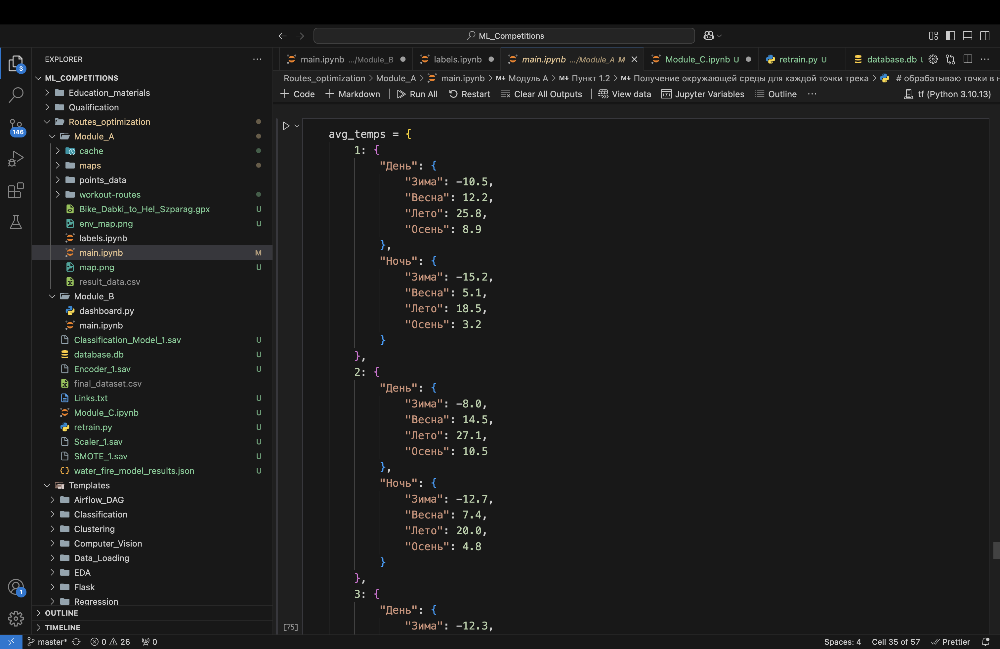 ML_Competitions
EXPLORER
3
main.ipynb .../Module_B
labels.ipynb
main.ipynb .../Module_A M
Module_C.ipynb U
retrain.py U
database.db
ML_COMPETITIONS
Routes_optimization > Module_A > main.ipynb > M↓ Модуль А > M↓ Пункт 1.2 > M↓ Получение окружающей среды для каждой точки трека > # обрабатываю точки в
Code
Markdown
Run All
Restart
Clear All Outputs
View data
Jupyter Variables
Outline
tf (Python 3.10.13)
Education_materials
Qualification
Routes_optimization
146
Module_A
cache
maps
points_data
workout-routes
Bike_Dabki_to_Hel_Szparag.gpx U
env_map.png U
labels.ipynb
main.ipynb M
map.png U
result_data.csv
Module_B
dashboard.py
main.ipynb
Classification_Model_1.sav U
database.db U
Encoder_1.sav U
final_dataset.csv
Links.txt U
Module_C.ipynb U
retrain.py U
Scaler_1.sav U
SMOTE_1.sav U
water_fire_model_results.json U
Templates
Airflow_DAG
Classification
Clustering
Computer_Vision
Data_Loading
EDA
Flask
Regression
OUTLINE
TIMELINE
1
avg_temps = {
1: {
"День": {
"Зима": -10.5,
"Весна": 12.2,
"Лето": 25.8,
"Осень": 8.9
},
"Ночь": {
"Зима": -15.2,
"Весна": 5.1,
"Лето": 18.5,
"Осень": 3.2
}
},
2: {
"День": {
"Зима": -8.0,
"Весна": 14.5,
"Лето": 27.1,
"Осень": 10.5
},
"Ночь": {
"Зима": -12.7,
"Весна": 7.4,
"Лето": 20.0,
"Осень": 4.8
}
},
3: {
"День": {
"Зима": -12.3,
[75]
master*
0
26
0
Spaces: 4
Cell 35 of 57
Prettier